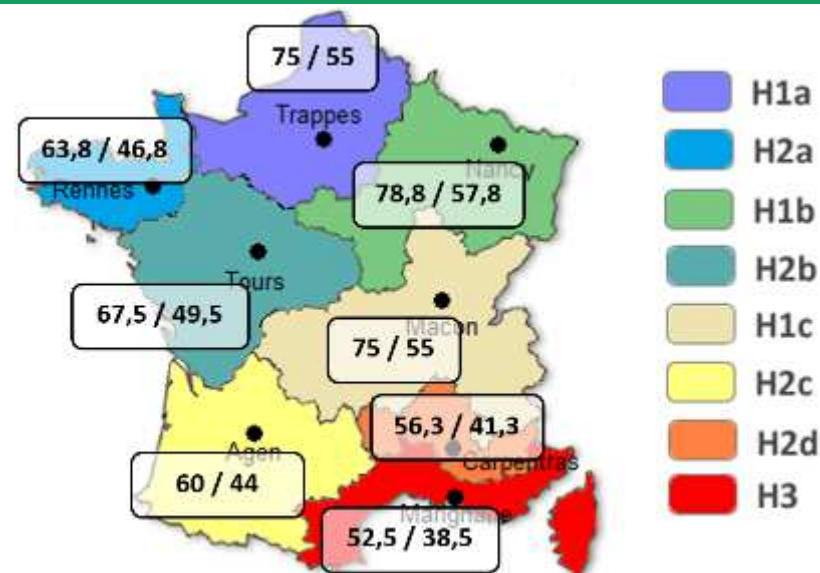 75 / 55
Trappes
63,8 / 46,8
Rennes
Nancy
78,8 / 57,8
Tours
67,5 / 49,5
Macon
75 / 55
56,3 / 41,3
Carpentras
Agen
60 / 44
Marignane
52,5 / 38,5
H1a
H2a
H1b
H2b
H1c
H2c
H2d
H3